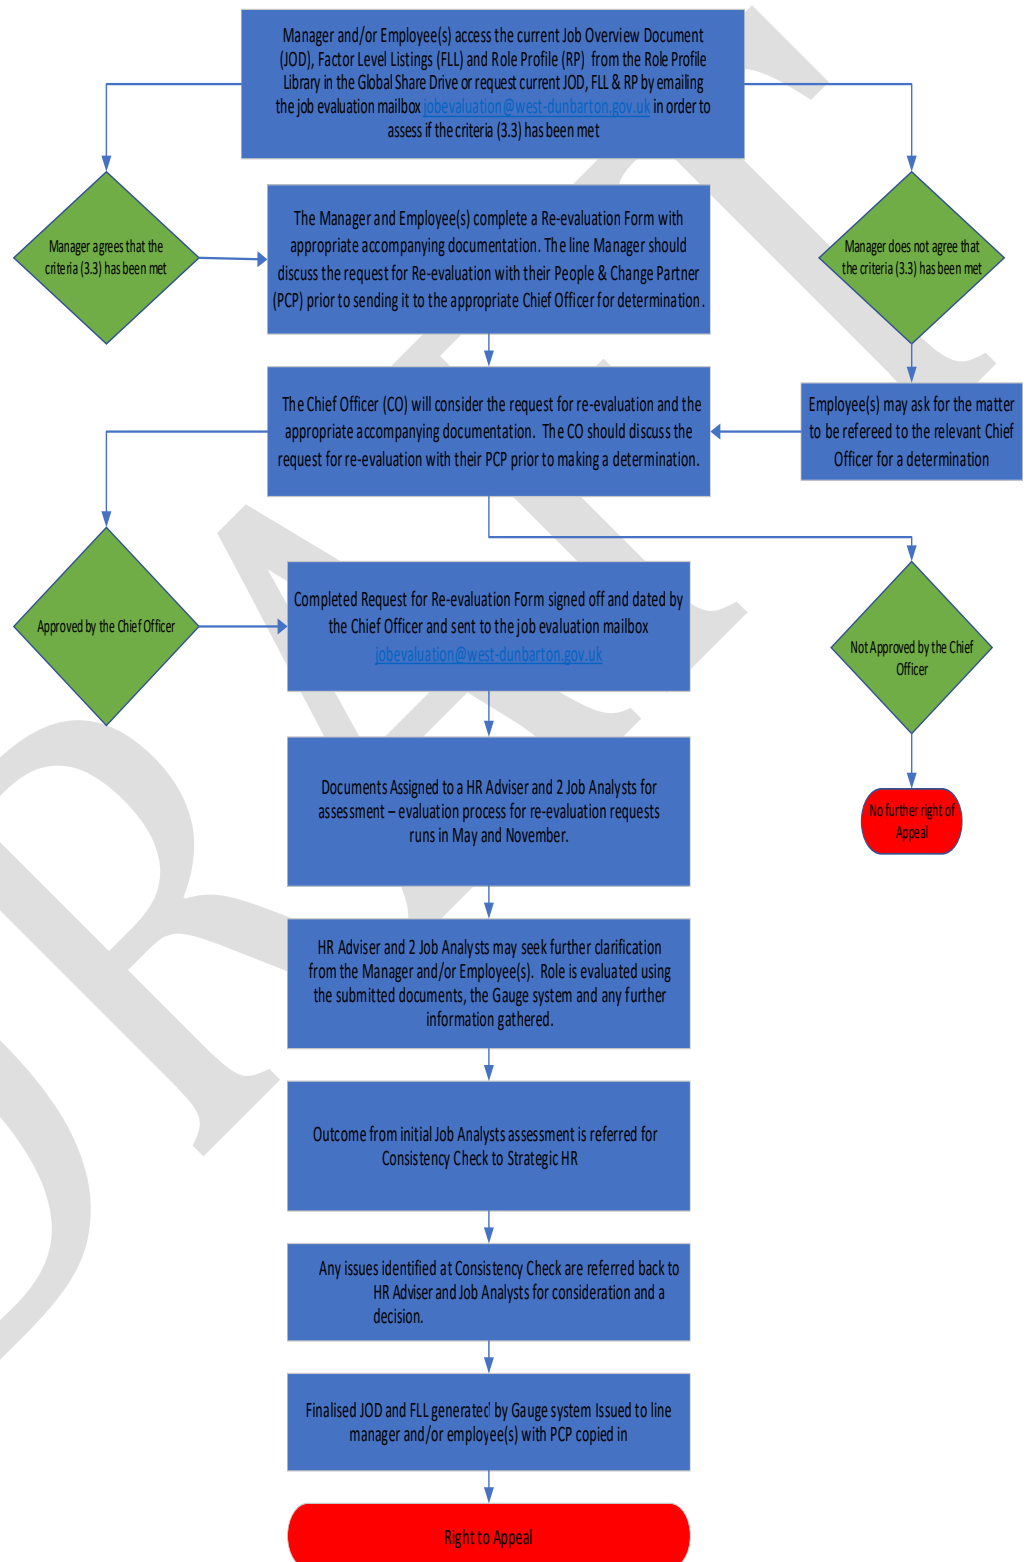 Manager and/or Employee(s) access the current Job Overview Document
(JOD), Factor Level Listings (FLL) and Role Profile (RP) from the Role Profile
Library in the Global Share Drive or request current JOD, FLL & RP by emailing
the job evaluation mailbox jobevaluation@west-dunbarton.gov.uk in order to
assess if the criteria (3.3) has been met
Manager agrees that the
criteria (3.3) has been met
The Manager and Employee(s) complete a Re-evaluation Form with
appropriate accompanying documentation. The line Manager should
discuss the request for Re-evaluation with their People & Change Partner
(PCP) prior to sending it to the appropriate Chief Officer for determination.
Manager does not agree that
the criteria (3.3) has been met
The Chief Officer (CO) will consider the request for re-evaluation and the
appropriate accompanying documentation. The CO should discuss the
request for re-evaluation with their PCP prior to making a determination.
Employee(s) may ask for the matter
to be refereed to the relevant Chief
Officer for a determination
Approved by the Chief Officer
Completed Request for Re-evaluation Form signed off and dated by
the Chief Officer and sent to the job evaluation mailbox
jobevaluation@west-dunbarton.gov.uk
Not Approved by the Chief
Officer
Documents Assigned to a HR Adviser and 2 Job Analysts for
assessment – evaluation process for re-evaluation requests
runs in May and November.
No further right of
Appeal
HR Adviser and 2 Job Analysts may seek further clarification
from the Manager and/or Employee(s). Role is evaluated using
the submitted documents, the Gauge system and any further
information gathered.
Outcome from initial Job Analysts assessment is referred for
Consistency Check to Strategic HR
Any issues identified at Consistency Check are referred back to
HR Adviser and Job Analysts for consideration and a
decision.
Finalised JOD and FLL generated by Gauge system Issued to line
manager and/or employee(s) with PCP copied in
Right to Appeal
DRAFT